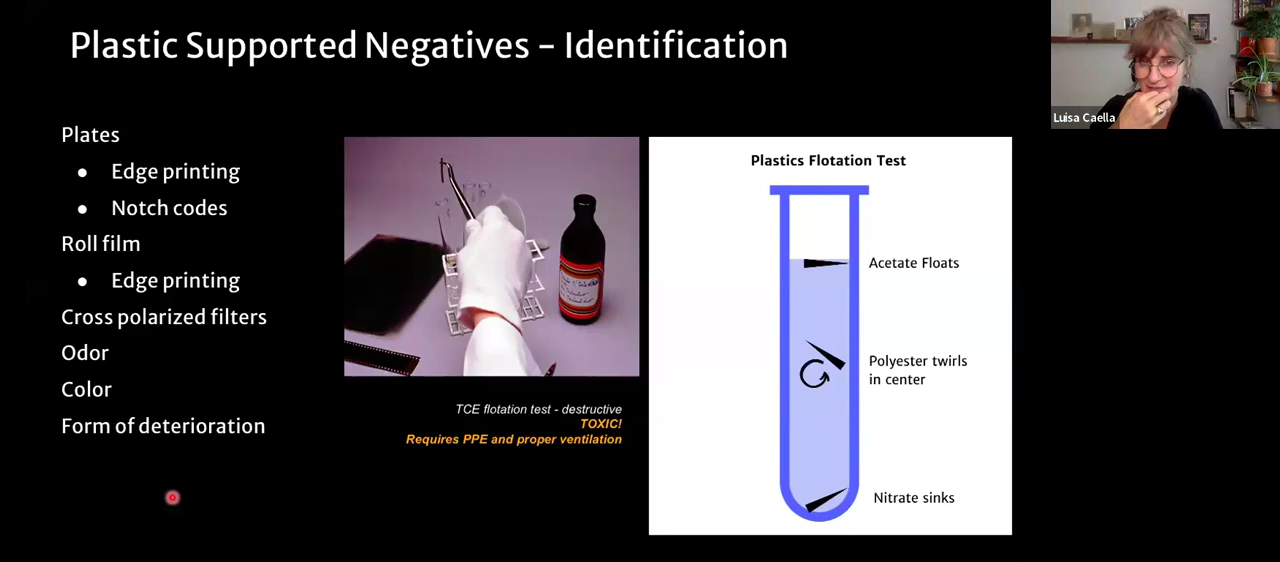 Plastic Supported Negatives - Identification
Luisa Caella
Plates
● Edge printing
● Notch codes
Roll film
● Edge printing
Cross polarized filters
Odor
Color
Form of deterioration
TCE flotation test - destructive
TOXIC!
Requires PPE and proper ventilation
Plastics Flotation Test
Acetate Floats
Polyester twirls
in center
Nitrate sinks